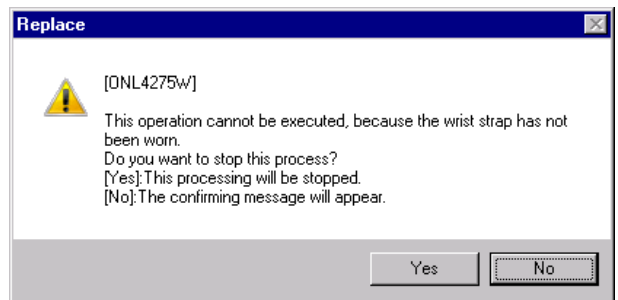 Replace
[ONL4275W]
This operation cannot be executed, because the wrist strap has not
been worn.
Do you want to stop this process?
[Yes]:This processing will be stopped.
[No]:The confirming message will appear.
Yes
No